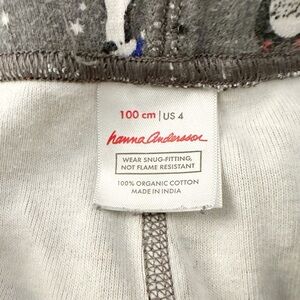 100 cm | US 4
hanna andersson
WEAR SNUG-FITTING,
NOT FLAME RESISTANT
100% ORGANIC COTTON
MADE IN INDIA